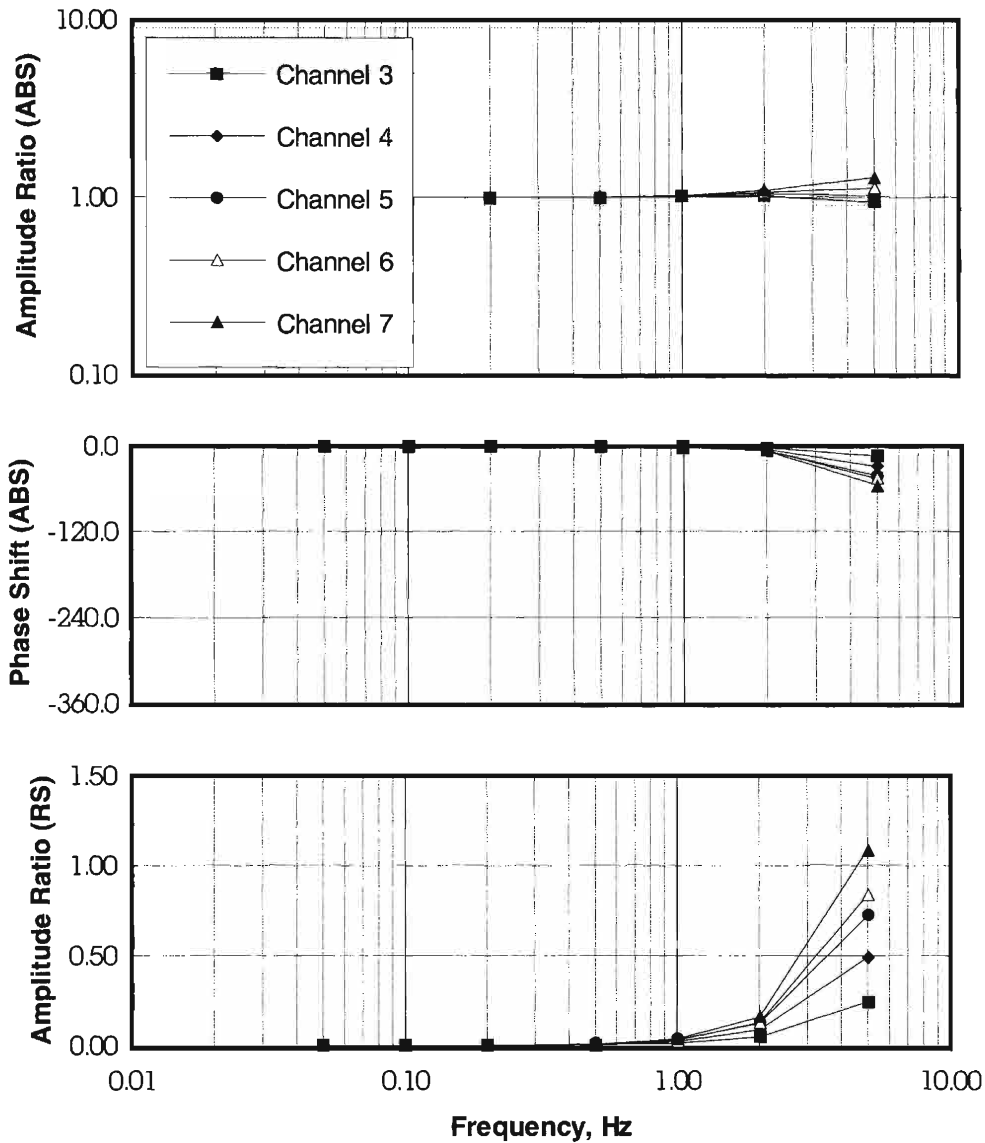 Amplitude Ratio (ABS)
10.00
1.00
0.10
Channel 3
Channel 4
Channel 5
Channel 6
Channel 7
Phase Shift (ABS)
0.0
-120.0
-240.0
-360.0
Amplitude Ratio (RS)
1.50
1.00
0.50
0.00
0.01
0.10
1.00
10.00
Frequency, Hz